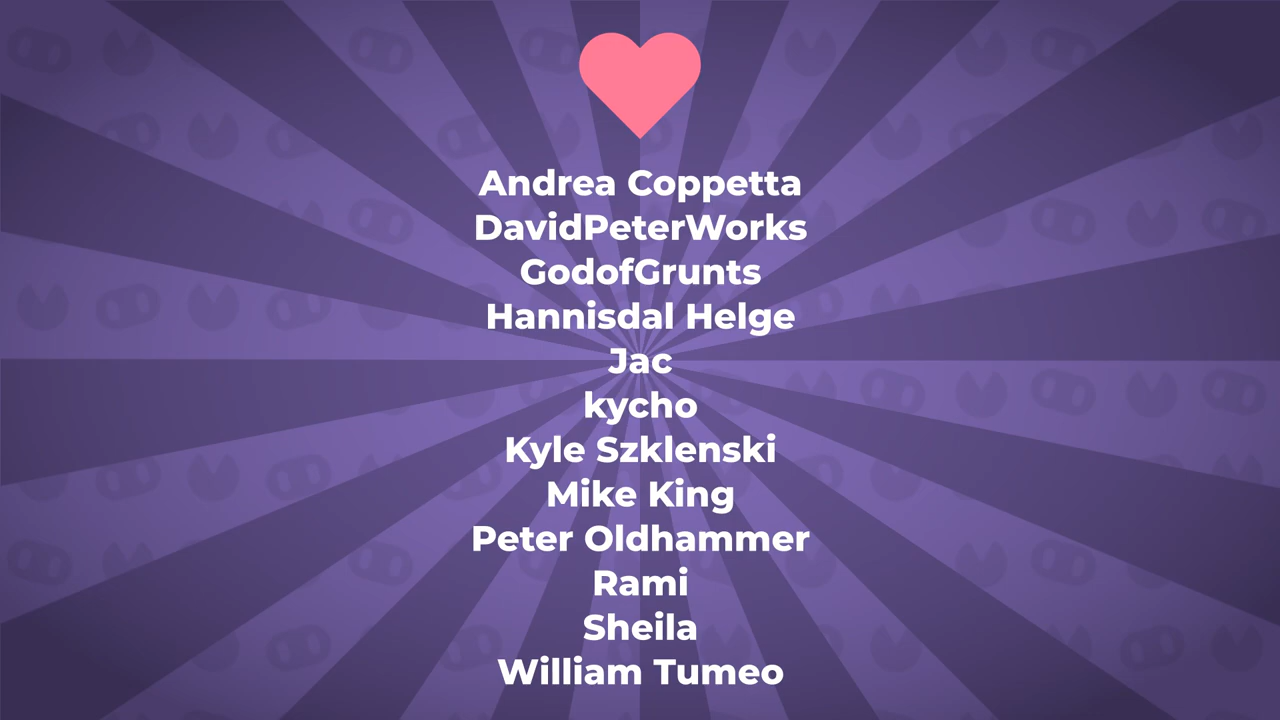 Andrea Coppetta
DavidPeterWorks
GodofGrunts
Hannisdal Helge
Jac
kycho
Kyle Szklenski
Mike King
Peter Oldhammer
Rami
Sheila
William Tumeo